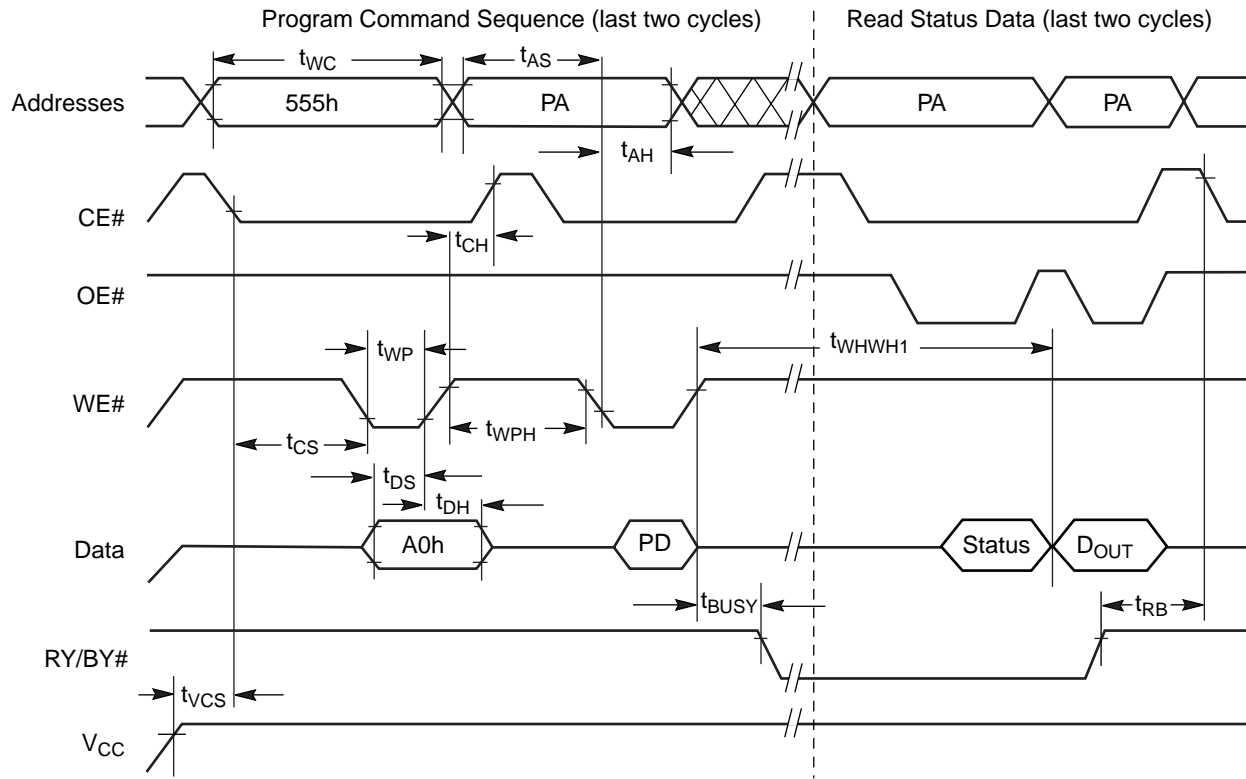 Program Command Sequence (last two cycles)
Read Status Data (last two cycles)
tWC
tAS
Addresses
555h
PA
PA
PA
tAH
CE#
tCH
OE#
tWP
tWHWH1
WE#
tCS
tWPH
tDS
tDH
Data
A0h
PD
Status
DOUT
tBUSY
tRB
RY/BY#
tVCS
VCC